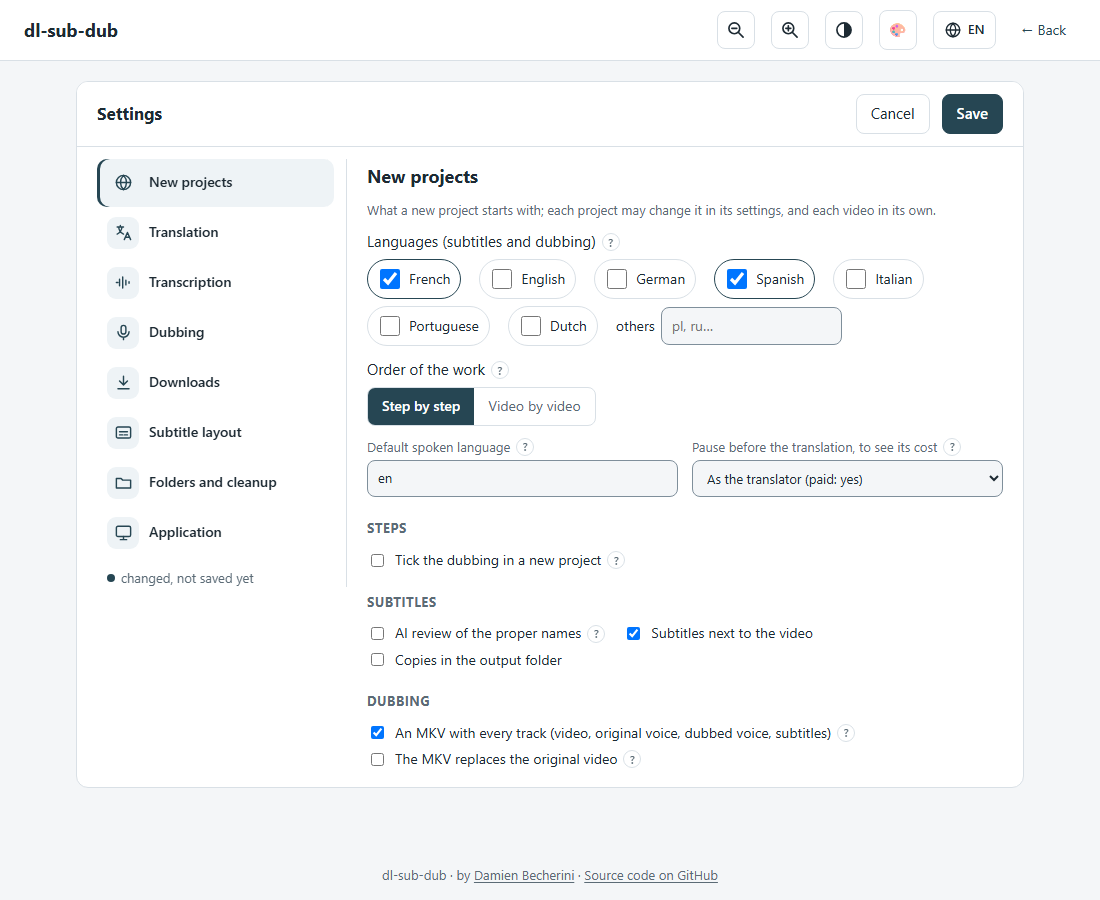 dl-sub-dub
EN
← Back
Settings
Cancel
Save
New projects
Translation
Transcription
Dubbing
Downloads
Subtitle layout
Folders and cleanup
Application
changed, not saved yet
New projects
What a new project starts with; each project may change it in its settings, and each video in its own.
Languages (subtitles and dubbing) ?
French English German Spanish Italian
Portuguese Dutch others pl, ru...
Order of the work ?
Step by step Video by video
Default spoken language ? Pause before the translation, to see its cost ?
en As the translator (paid: yes)
STEPS
Tick the dubbing in a new project ?
SUBTITLES
AI review of the proper names ? Subtitles next to the video
Copies in the output folder
DUBBING
An MKV with every track (video, original voice, dubbed voice, subtitles) ?
The MKV replaces the original video ?
dl-sub-dub · by Damien Becherini · Source code on GitHub